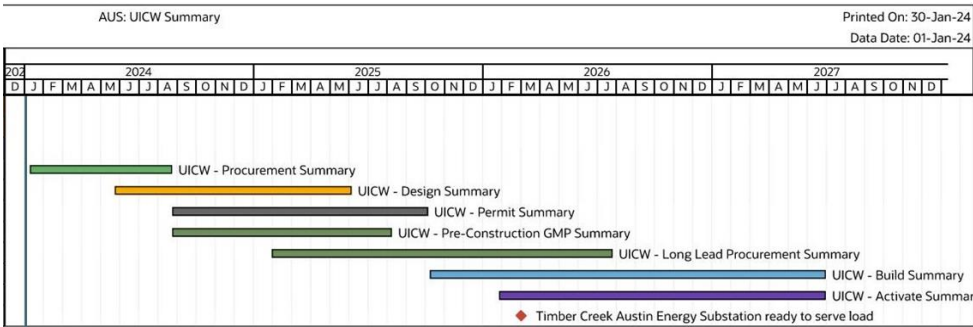 AUS: UICW Summary
Printed On: 30-Jan-24
Data Date: 01-Jan-24
202 2024 2025 2026 2027
D J F M A M J J A S O N D J F M A M J J A S O N D J F M A M J J A S O N D J F M A M J J A S O N D
UICW - Procurement Summary
UICW - Design Summary
UICW - Permit Summary
UICW - Pre-Construction GMP Summary
UICW - Long Lead Procurement Summary
UICW - Build Summary
UICW - Activate Summar
Timber Creek Austin Energy Substation ready to serve load